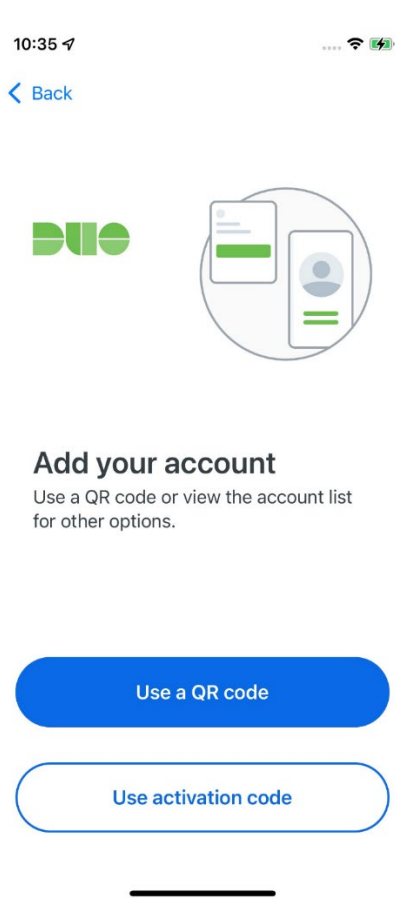 10:35
Back
DUO
Add your account
Use a QR code or view the account list
for other options.
Use a QR code
Use activation code